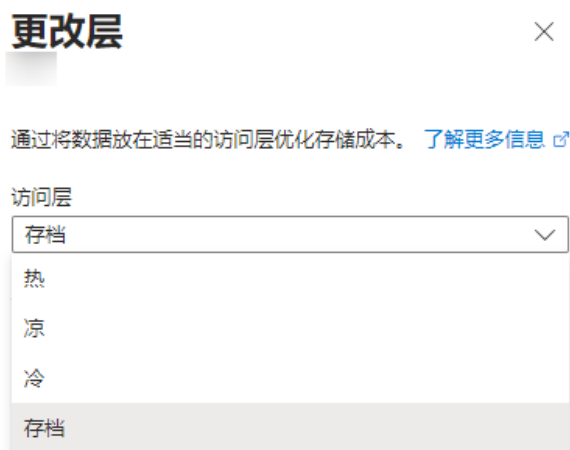 更改层
通过将数据放在适当的访问层优化存储成本。 了解更多信息
访问层
存档
热
凉
冷
存档